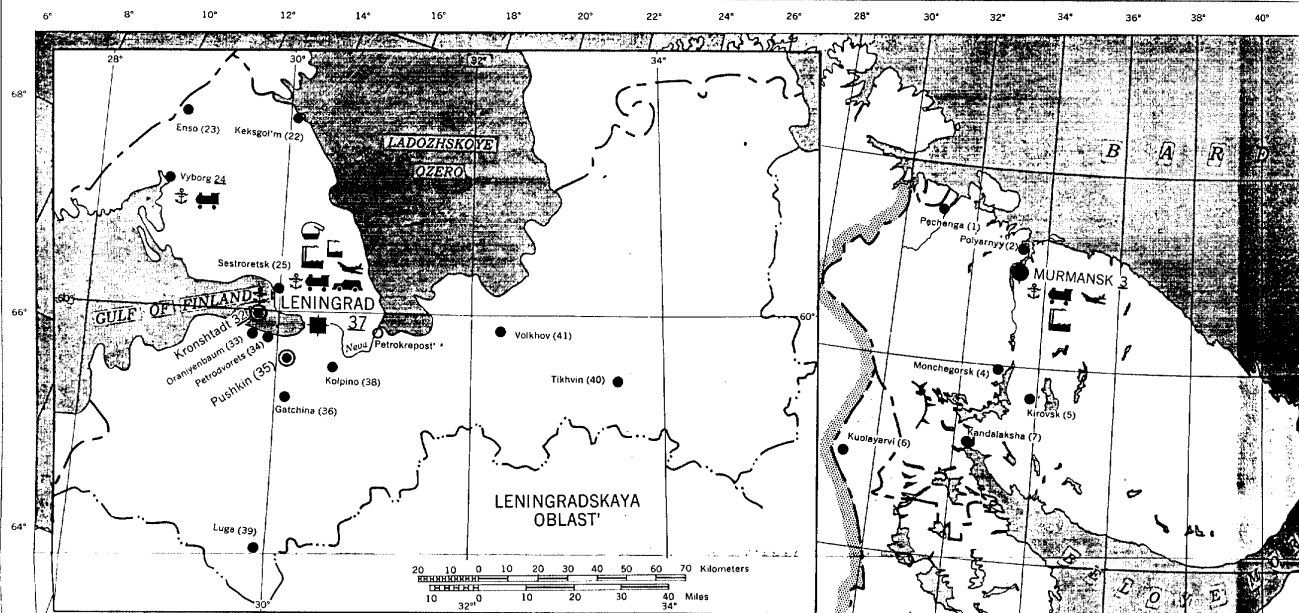 6° 8° 10° 12° 14° 16° 18° 20° 22° 24° 26° 28° 30° 32° 34° 36° 38° 40°
28° 30° 32° 34°
68°
66°
64°
Enso (23)
Keksgol'm (22)
LADOZHSKOYE
OZERO
Vyborg 24
Sestroretsk (25)
60°
GULF OF FINLAND
LENINGRAD
37
Kronshtadt 32
Oraniyenbaum (33)
Petrodvorets (34)
Pushkin (35)
Neva
Petrokrepost'
Kolpino (38)
Gatchina (36)
Volkhov (41)
60°
Tikhvin (40)
LENINGRADSKAYA
OBLAST'
Luga (39)
20 10 0 10 20 30 40 50 60 70 Kilometers
10 0 10 20 30 40 Miles
30° 32° 34°
B A R
Pechenga (1)
Polyarnyy (2)
MURMANSK 3
Monchegorsk (4)
Kirovsk (5)
Kandalaksha (7)
Kuolayarvi (6)
B E L O Y E